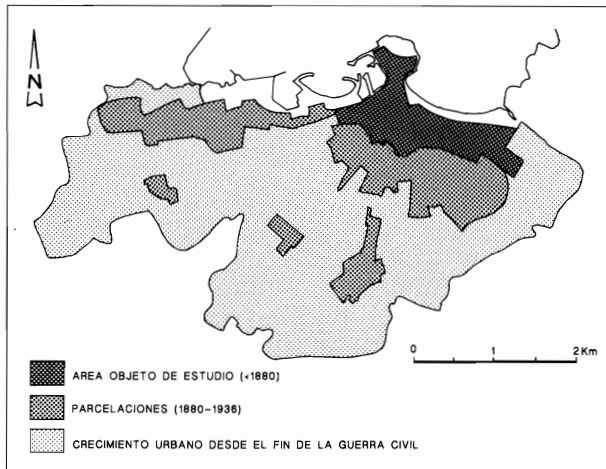 N
0 1 2 Km
AREA OBJETO DE ESTUDIO (<1880)
PARCELACIONES (1880-1936)
CRECIMIENTO URBANO DESDE EL FIN DE LA GUERRA CIVIL